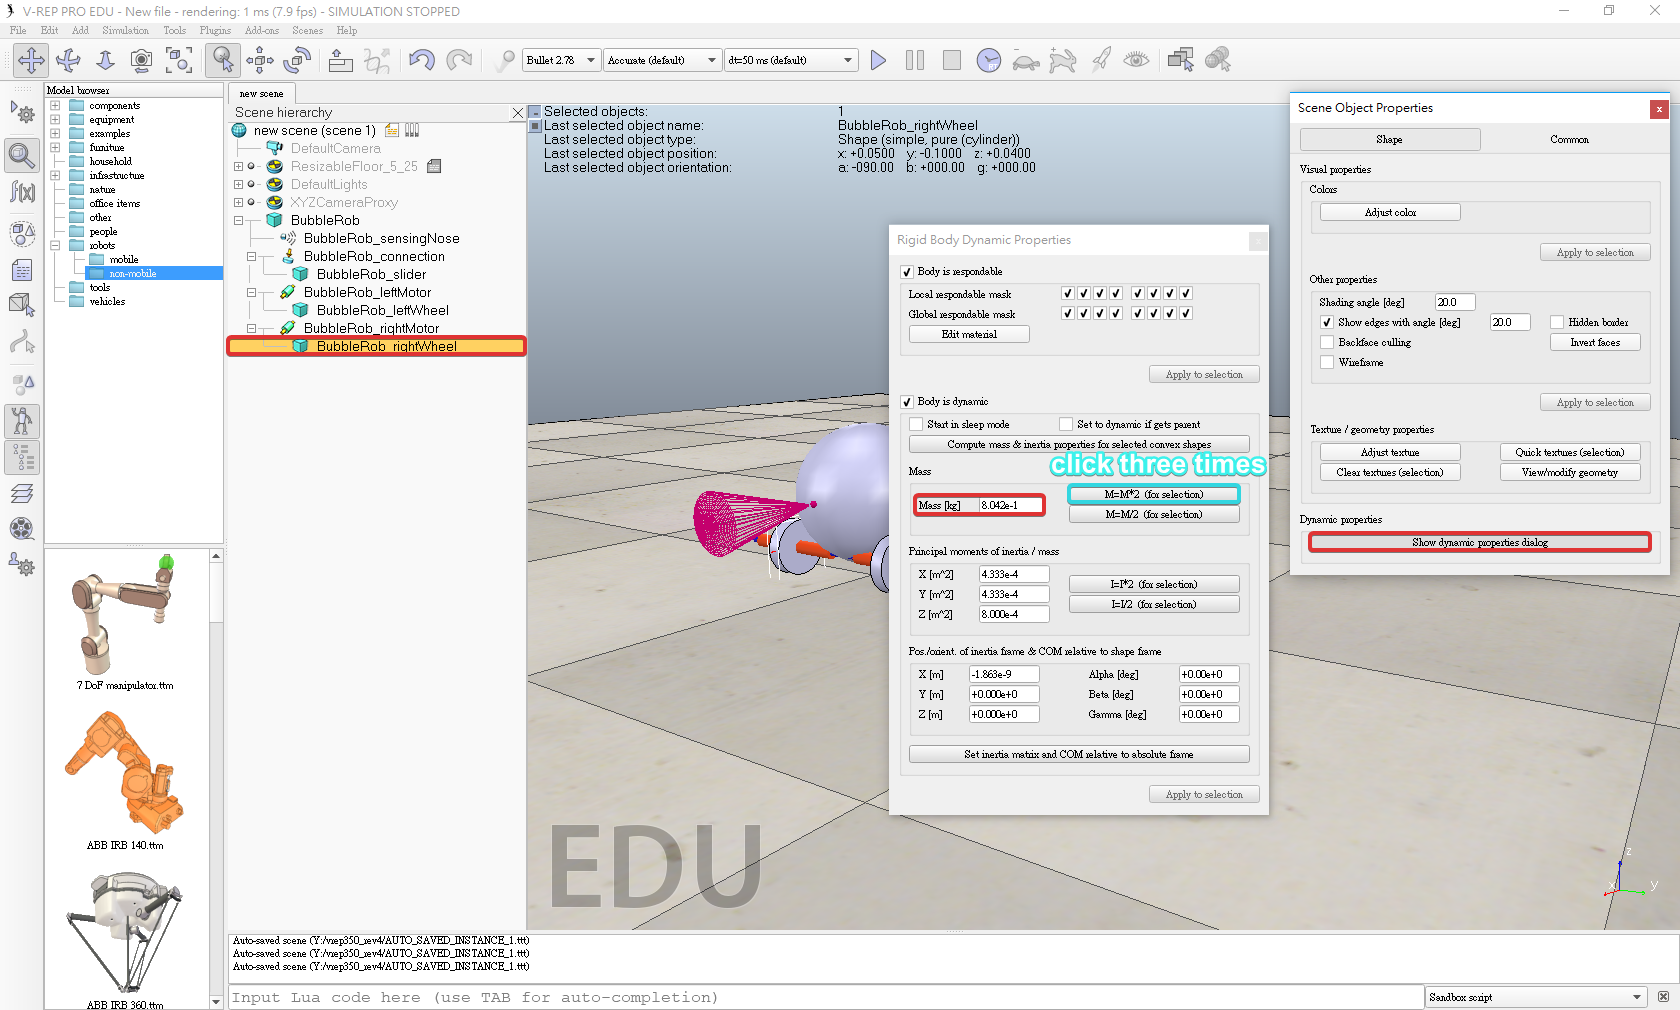 V-REP PRO EDU - New file - rendering: 1 ms (7.9 fps) - SIMULATION STOPPED
File Edit Add Simulation Tools Plugins Add-ons Scenes Help
Bullet 2.78 Accurate (default) dt=50 ms (default)
Model browser
components
equipment
examples
furniture
household
infrastructure
nature
office items
other
people
robots
mobile
non-mobile
tools
vehicles
7 DoF manipulator.ttm
ABB IRB 140.ttm
ABB IRB 360.ttm
new scene
Scene hierarchy
new scene (scene 1)
DefaultCamera
ResizableFloor_5_25
DefaultLights
XYZCameraProxy
BubbleRob
BubbleRob_sensingNose
BubbleRob_connection
BubbleRob_slider
BubbleRob_leftMotor
BubbleRob_leftWheel
BubbleRob_rightMotor
BubbleRob_rightWheel
Selected objects: 1
Last selected object name: BubbleRob_rightWheel
Last selected object type: Shape (simple, pure (cylinder))
Last selected object position: x: +0.0500 y: -0.1000 z: +0.0400
Last selected object orientation: a: -090.00 b: +000.00 g: +000.00
EDU
z
x
y
Rigid Body Dynamic Properties
Body is respondable
Local respondable mask
Global respondable mask
Edit material
Apply to selection
Body is dynamic
Start in sleep mode Set to dynamic if gets parent
Compute mass & inertia properties for selected convex shapes
click three times
Mass
Mass [kg] 8.042e-1
M=M*2 (for selection)
M=M/2 (for selection)
Principal moments of inertia / mass
X [m^2] 4.333e-4
Y [m^2] 4.333e-4
Z [m^2] 8.000e-4
I=I*2 (for selection)
I=I/2 (for selection)
Pos./orient. of inertia frame & COM relative to shape frame
X [m] -1.863e-9 Alpha [deg] +0.00e+0
Y [m] +0.000e+0 Beta [deg] +0.00e+0
Z [m] +0.000e+0 Gamma [deg] +0.00e+0
Set inertia matrix and COM relative to absolute frame
Apply to selection
Scene Object Properties
Shape Common
Visual properties
Colors
Adjust color
Apply to selection
Other properties
Shading angle [deg] 20.0
Show edges with angle [deg] 20.0 Hidden border
Backface culling Invert faces
Wireframe
Apply to selection
Texture / geometry properties
Adjust texture Quick textures (selection)
Clear textures (selection) View/modify geometry
Dynamic properties
Show dynamic properties dialog
Auto-saved scene (Y:/vrep350_rev4/AUTO_SAVED_INSTANCE_1.ttt)
Auto-saved scene (Y:/vrep350_rev4/AUTO_SAVED_INSTANCE_1.ttt)
Auto-saved scene (Y:/vrep350_rev4/AUTO_SAVED_INSTANCE_1.ttt)
Input Lua code here (use TAB for auto-completion)
Sandbox script